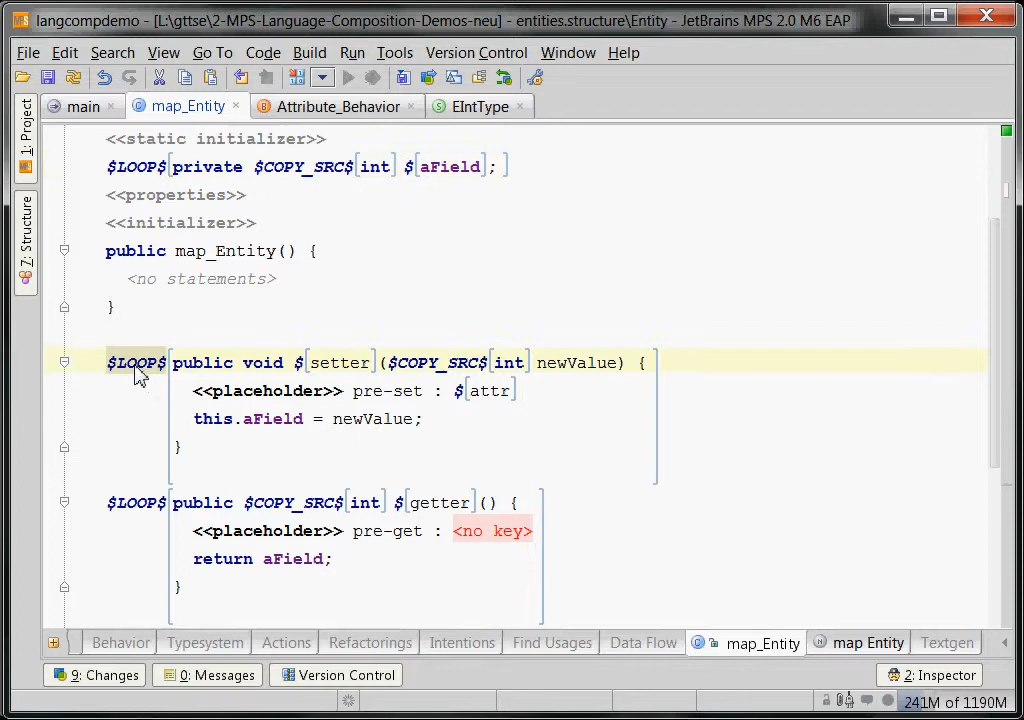 langcompdemo - [L:\gttse\2-MPS-Language-Composition-Demos-neu] - entities.structure\Entity - JetBrains MPS 2.0 M6 EAP
File Edit Search View Go To Code Build Run Tools Version Control Window Help
main map_Entity Attribute_Behavior EIntType
1: Project
7: Structure
<<static initializer>>
$LOOP$[private $COPY_SRC$[int] $[aField]; ]
<<properties>>
<<initializer>>
public map_Entity() {
<no statements>
}
$LOOP$[public void $[setter]($COPY_SRC$[int] newValue) {
<<placeholder>> pre-set : $[attr]
this.aField = newValue;
}
$LOOP$[public $COPY_SRC$[int] $[getter]() {
<<placeholder>> pre-get : <no key>
return aField;
}
Behavior Typesystem Actions Refactorings Intentions Find Usages Data Flow map_Entity map Entity Textgen
9: Changes 0: Messages Version Control 2: Inspector
241M of 1190M